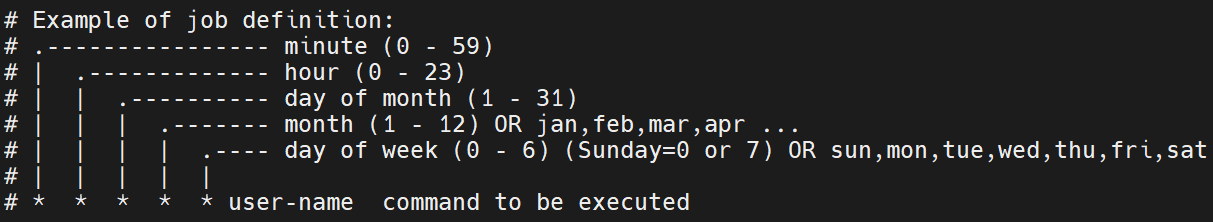 # Example of job definition:
# .---------------- minute (0 - 59)
# |  .------------- hour (0 - 23)
# |  |  .---------- day of month (1 - 31)
# |  |  |  .------- month (1 - 12) OR jan,feb,mar,apr ...
# |  |  |  |  .---- day of week (0 - 6) (Sunday=0 or 7) OR sun,mon,tue,wed,thu,fri,sat
# |  |  |  |  |
# *  *  *  *  * user-name  command to be executed